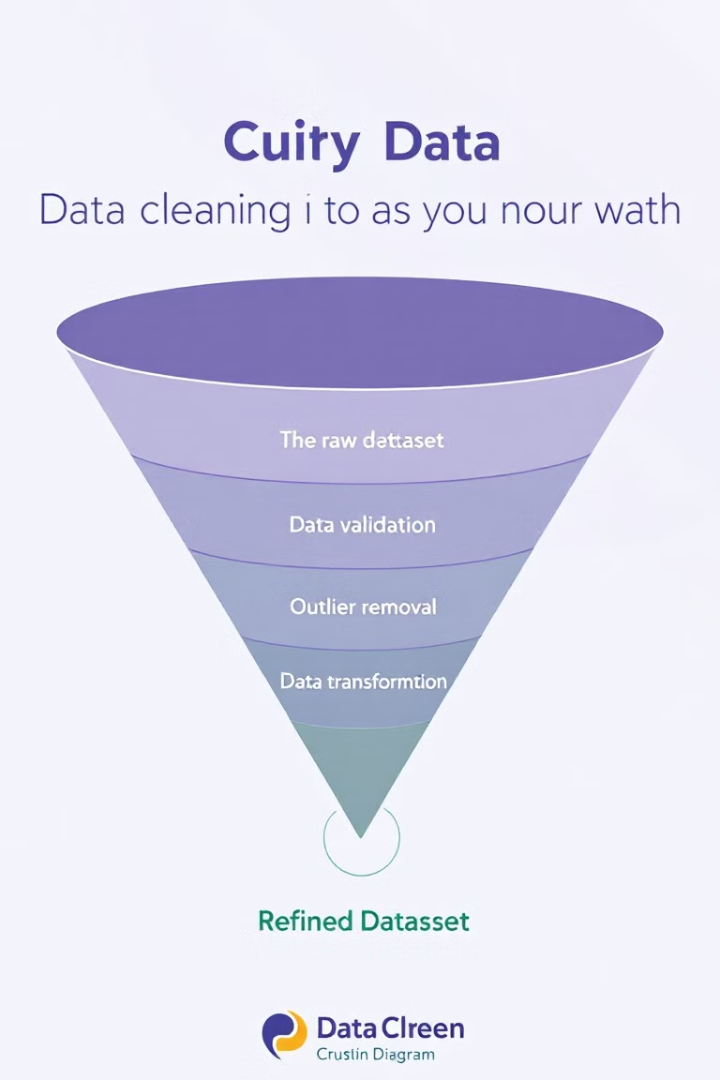 Cuity Data
Data cleaning i to as you nour wath
The raw dattaset
Data validation
Outlier removal
Data transformtion
Refined Datasset
Data Clreen
Crustin Diagram